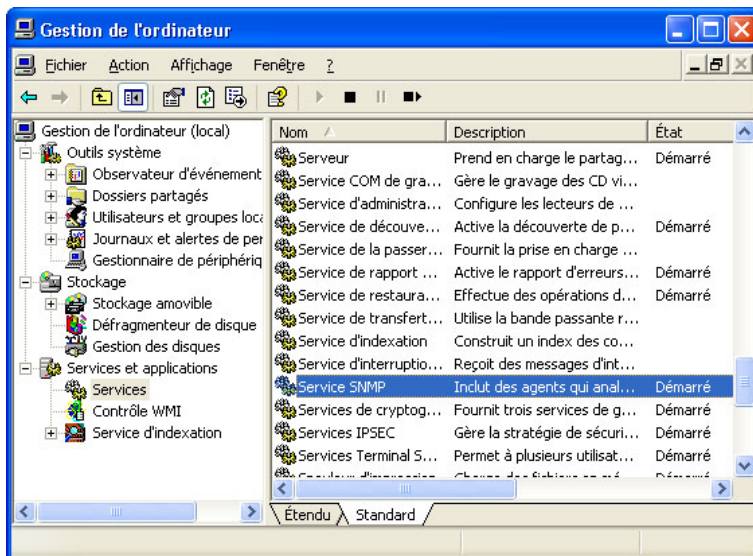 Gestion de l'ordinateur
Fichier Action Affichage Fenêtre ?
Gestion de l'ordinateur (local)
Outils système
Observateur d'événement
Dossiers partagés
Utilisateurs et groupes loca
Journaux et alertes de per
Gestionnaire de périphériq
Stockage
Stockage amovible
Défragmenteur de disque
Gestion des disques
Services et applications
Services
Contrôle WMI
Service d'indexation
Nom Description État
Serveur Prend en charge le partag... Démarré
Service COM de gra... Gère le gravage des CD vi...
Service d'administra... Configure les lecteurs de ...
Service de découve... Active la découverte de p... Démarré
Service de la passer... Fournit la prise en charge ...
Service de rapport ... Active le rapport d'erreurs... Démarré
Service de restaura... Effectue des opérations d... Démarré
Service de transfert... Utilise la bande passante r...
Service d'indexation Construit un index des co...
Service d'interruptio... Reçoit des messages d'int...
Service SNMP Inclut des agents qui anal... Démarré
Services de cryptog... Fournit trois services de g... Démarré
Services IPSEC Gère la stratégie de sécuri... Démarré
Services Terminal S... Permet à plusieurs utilisat... Démarré
Étendu Standard